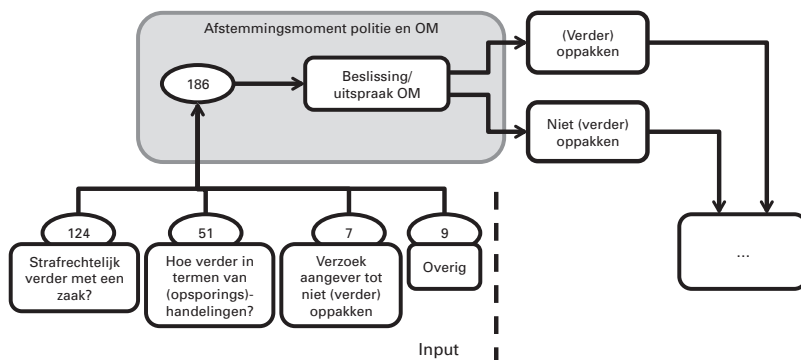 Afstemmingsmoment politie en OM
186
Beslissing/
uitspraak OM
(Verder)
oppakken
Niet (verder)
oppakken
124
Strafrechtelijk
verder met een
zaak?
51
Hoe verder in
termen van
(opsporings)-
handelingen?
7
Verzoek
aangever tot
niet (verder)
oppakken
9
Overig
...
Input